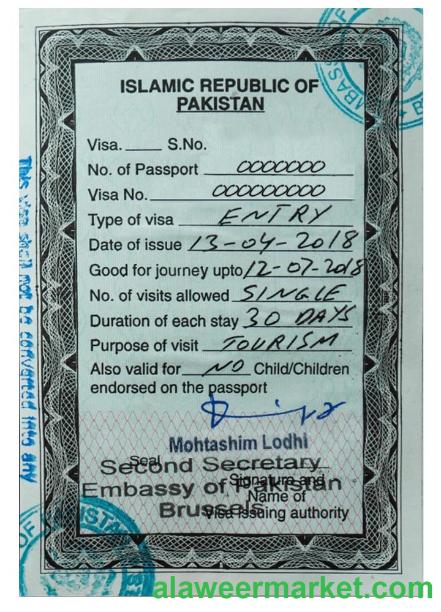 ISLAMIC REPUBLIC OF
PAKISTAN
Visa. ____ S.No.
No. of Passport 0000000
Visa No. 000000000
Type of visa ENTRY
Date of issue 13-04-2018
Good for journey upto 12-07-2018
No. of visits allowed SINGLE
Duration of each stay 30 DAYS
Purpose of visit TOURISM
Also valid for NO Child/Children
endorsed on the passport
Mohtashim Lodhi
Seal
Second Secretary
Signature and
Embassy of Pakistan
Name of
Brussels
Visa issuing authority
This visa shall not be converted into any
alaweermarket.com